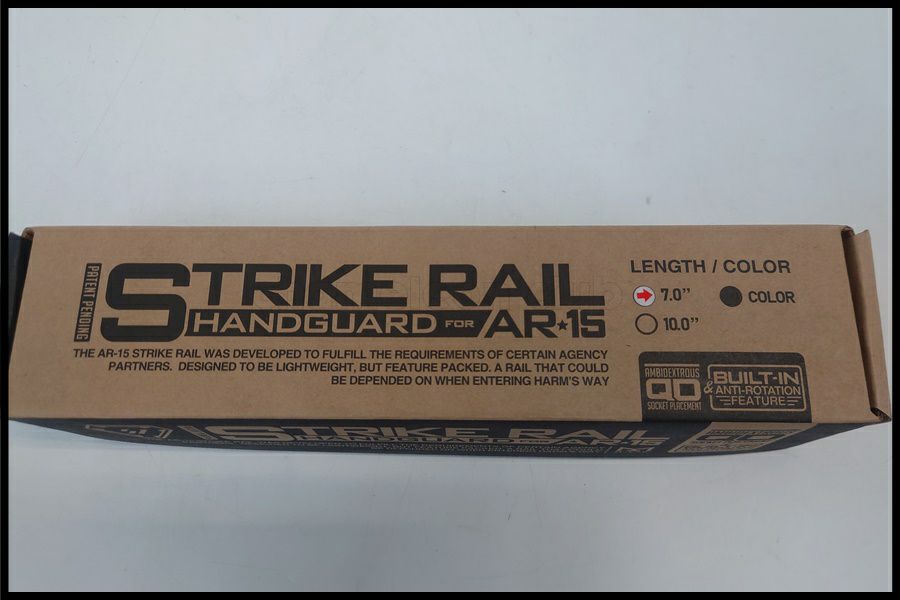 PATENT PENDING
STRIKE RAIL
HANDGUARD FOR AR★15
THE AR-15 STRIKE RAIL WAS DEVELOPED TO FULFILL THE REQUIREMENTS OF CERTAIN AGENCY
PARTNERS. DESIGNED TO BE LIGHTWEIGHT, BUT FEATURE PACKED. A RAIL THAT COULD
BE DEPENDED ON WHEN ENTERING HARM'S WAY
LENGTH / COLOR
7.0” COLOR
10.0”
AMBIDEXTROUS
QD
SOCKET PLACEMENT
&
BUILT-IN
ANTI-ROTATION
FEATURE
STRIKE RAIL
HANDGUARD FOR AR★15